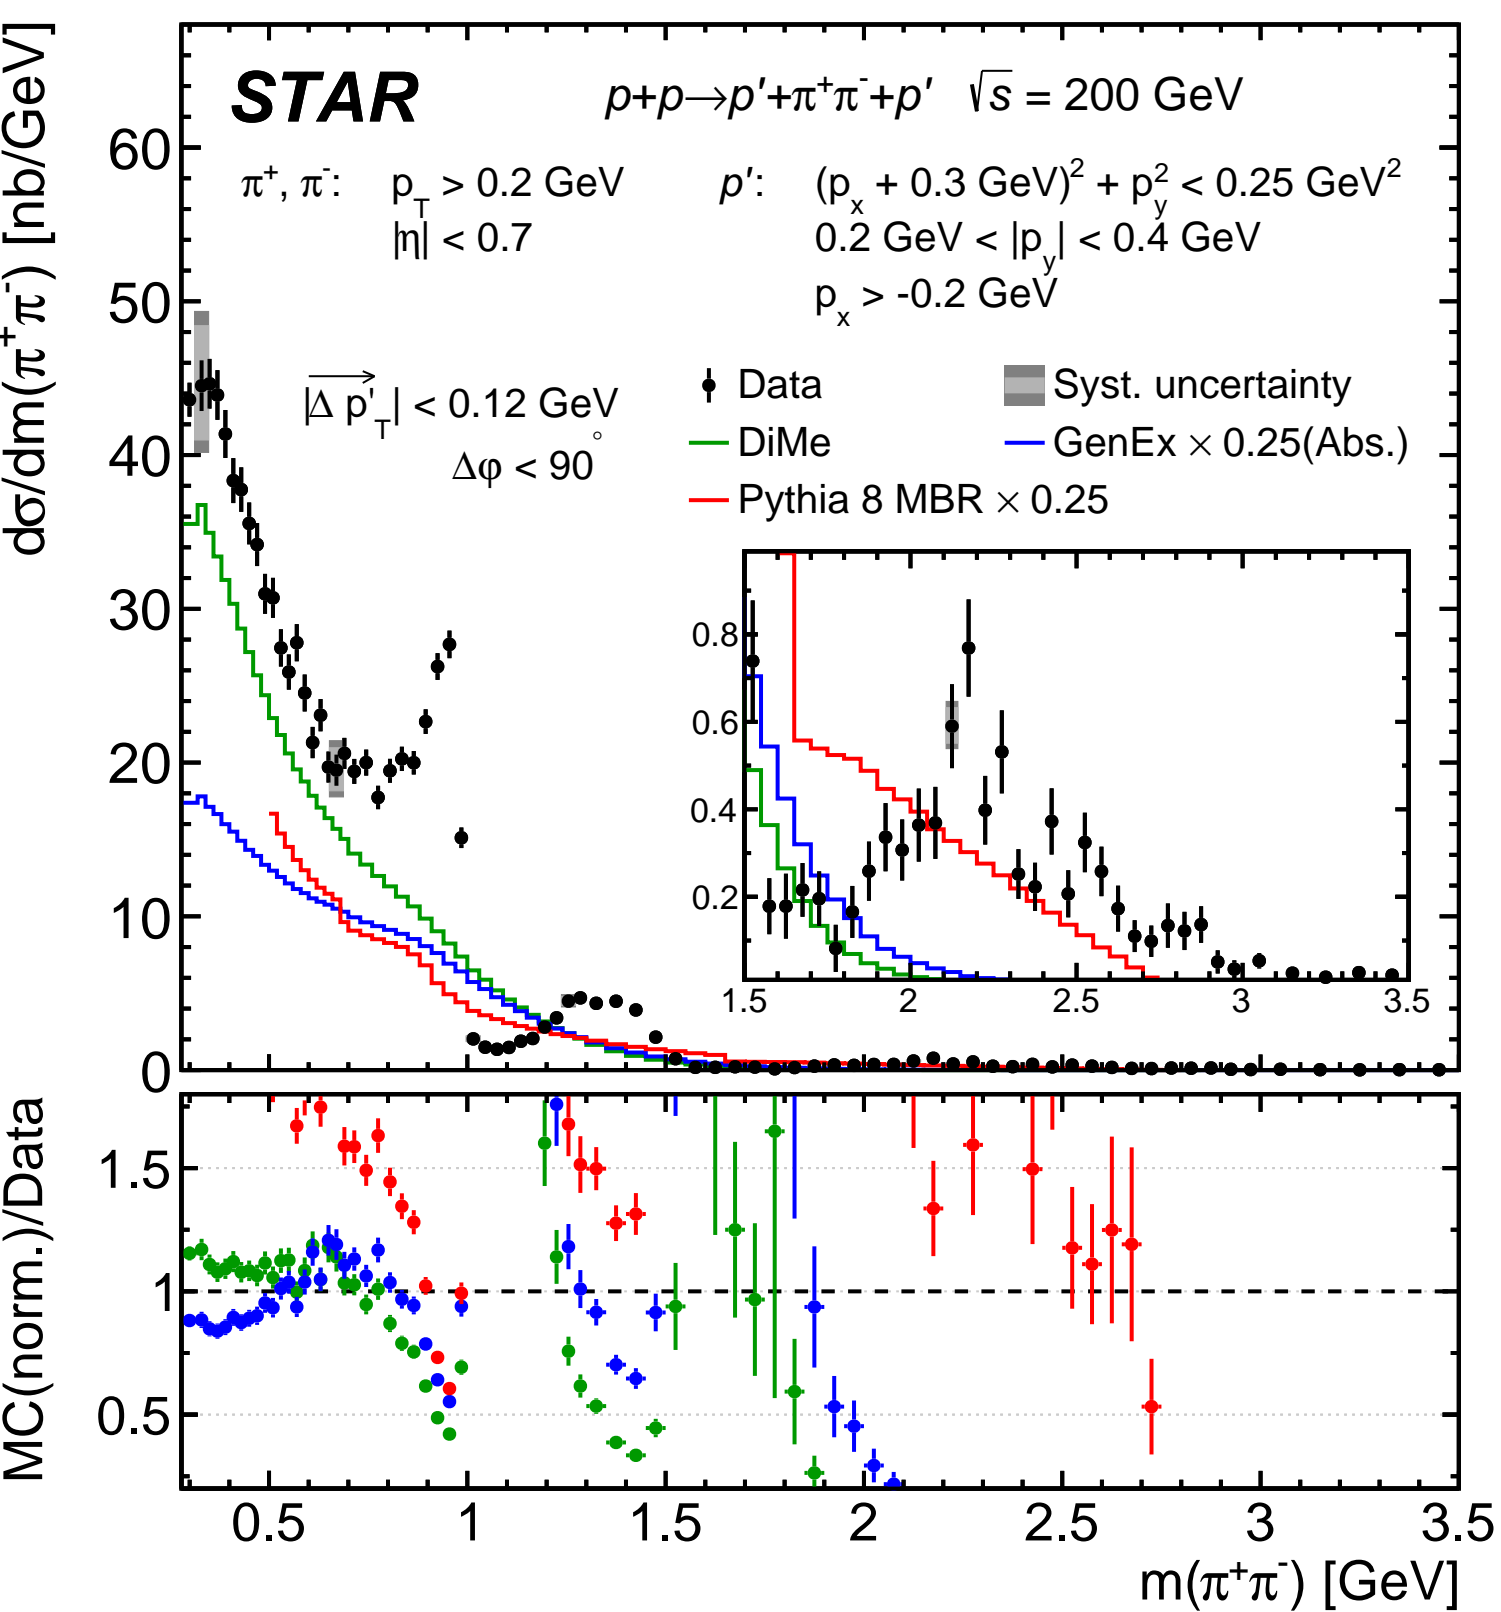 STAR
p+p→p′+π⁺π⁻+p′ √s = 200 GeV
π⁺, π⁻: p_T > 0.2 GeV
|η| < 0.7
p′: (p_x + 0.3 GeV)² + p_y² < 0.25 GeV²
0.2 GeV < |p_y| < 0.4 GeV
p_x > -0.2 GeV
|Δ p'_T| < 0.12 GeV
Δφ < 90°
Data
Syst. uncertainty
DiMe
GenEx × 0.25(Abs.)
Pythia 8 MBR × 0.25
dσ/dm(π⁺π⁻) [nb/GeV]
60
50
40
30
20
10
0
0.8
0.6
0.4
0.2
1.5 2 2.5 3 3.5
MC(norm.)/Data
1.5
1
0.5
0.5 1 1.5 2 2.5 3 3.5
m(π⁺π⁻) [GeV]